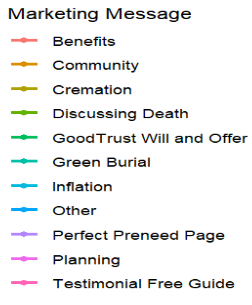 Marketing Message
Benefits
Community
Cremation
Discussing Death
GoodTrust Will and Offer
Green Burial
Inflation
Other
Perfect Preneed Page
Planning
Testimonial Free Guide